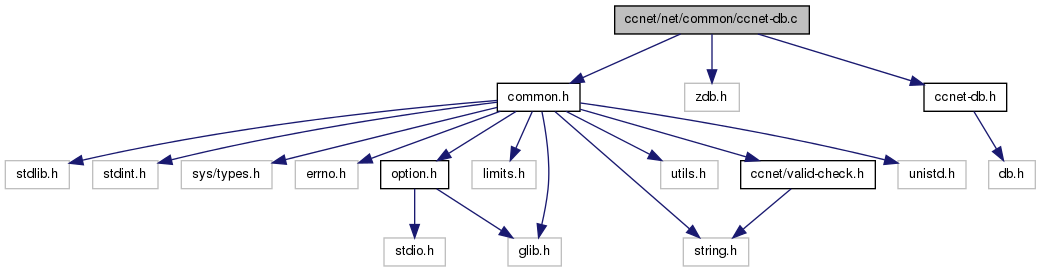 ccnet/net/common/ccnet-db.c
common.h
zdb.h
ccnet-db.h
stdlib.h
stdint.h
sys/types.h
errno.h
option.h
limits.h
utils.h
ccnet/valid-check.h
unistd.h
db.h
stdio.h
glib.h
string.h